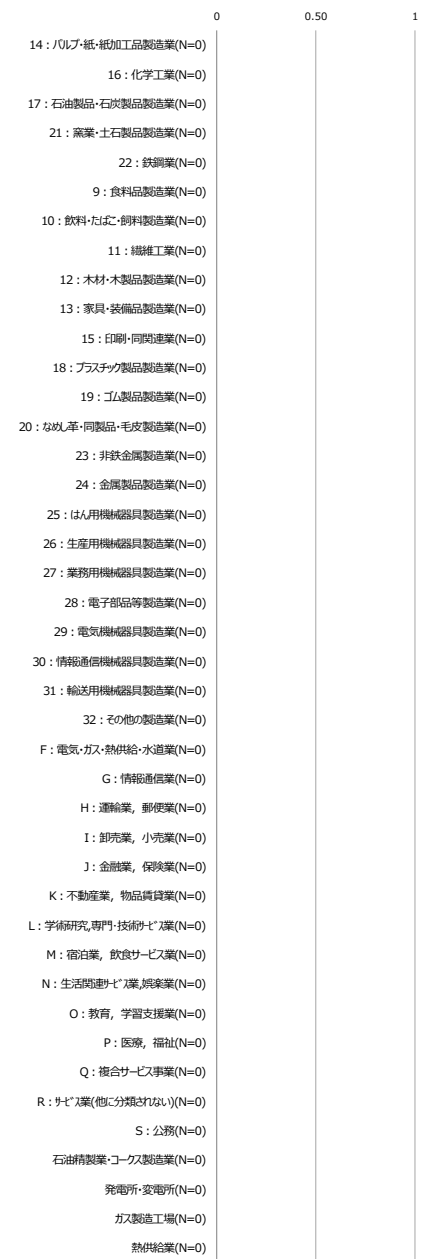 0 0.50 1
14：パルプ・紙・紙加工品製造業(N=0)
16：化学工業(N=0)
17：石油製品・石炭製品製造業(N=0)
21：窯業・土石製品製造業(N=0)
22：鉄鋼業(N=0)
9：食料品製造業(N=0)
10：飲料・たばこ・飼料製造業(N=0)
11：繊維工業(N=0)
12：木材・木製品製造業(N=0)
13：家具・装備品製造業(N=0)
15：印刷・同関連業(N=0)
18：プラスチック製品製造業(N=0)
19：ゴム製品製造業(N=0)
20：なめし革・同製品・毛皮製造業(N=0)
23：非鉄金属製造業(N=0)
24：金属製品製造業(N=0)
25：はん用機械器具製造業(N=0)
26：生産用機械器具製造業(N=0)
27：業務用機械器具製造業(N=0)
28：電子部品等製造業(N=0)
29：電気機械器具製造業(N=0)
30：情報通信機械器具製造業(N=0)
31：輸送用機械器具製造業(N=0)
32：その他の製造業(N=0)
F：電気・ガス・熱供給・水道業(N=0)
G：情報通信業(N=0)
H：運輸業，郵便業(N=0)
I：卸売業，小売業(N=0)
J：金融業，保険業(N=0)
K：不動産業，物品賃貸業(N=0)
L：学術研究,専門・技術ｻｰﾋﾞｽ業(N=0)
M：宿泊業，飲食サービス業(N=0)
N：生活関連ｻｰﾋﾞｽ業,娯楽業(N=0)
O：教育，学習支援業(N=0)
P：医療，福祉(N=0)
Q：複合サービス事業(N=0)
R：ｻｰﾋﾞｽ業(他に分類されない)(N=0)
S：公務(N=0)
石油精製業・コークス製造業(N=0)
発電所・変電所(N=0)
ガス製造工場(N=0)
熱供給業(N=0)